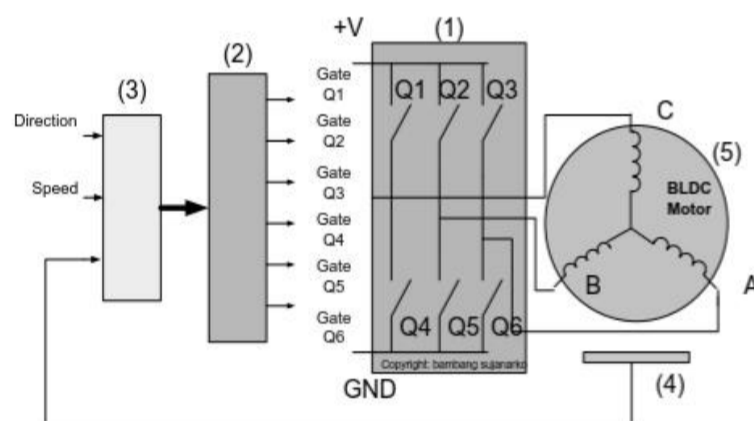 +V
(1)
(2)
(3)
Direction
Speed
Gate
Q1
Gate
Q2
Gate
Q3
Gate
Q4
Gate
Q5
Gate
Q6
Q1
Q2
Q3
Q4
Q5
Q6
Copyright: bambang sujanarko
GND
C
(5)
BLDC
Motor
B
A
(4)